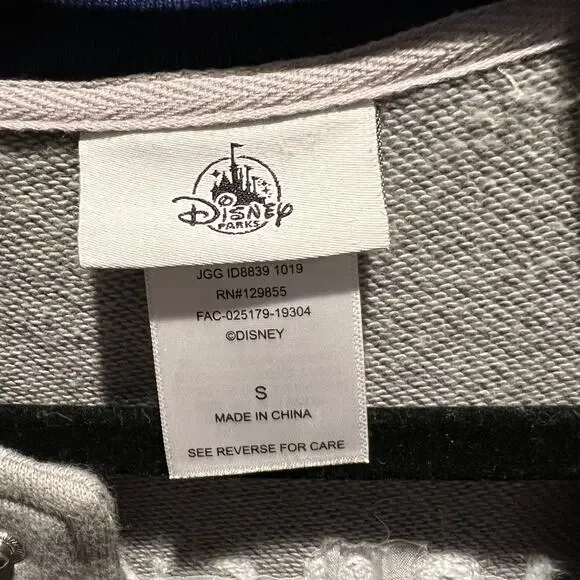 Disney
PARKS
JGG ID8839 1019
RN#129855
FAC-025179-19304
©DISNEY
S
MADE IN CHINA
SEE REVERSE FOR CARE